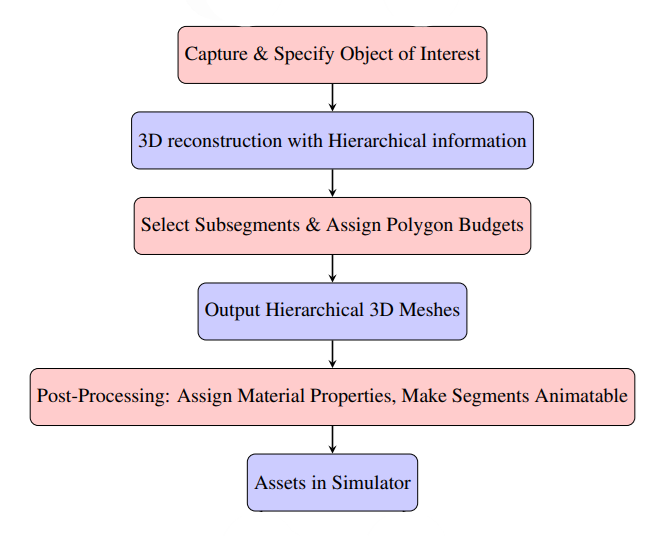 Capture & Specify Object of Interest
3D reconstruction with Hierarchical information
Select Subsegments & Assign Polygon Budgets
Output Hierarchical 3D Meshes
Post-Processing: Assign Material Properties, Make Segments Animatable
Assets in Simulator